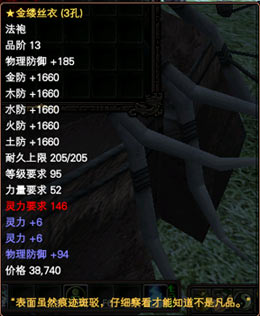 ★金缕丝衣 (3孔)
法袍
品阶 13
物理防御 +185
金防 +1660
木防 +1660
水防 +1660
火防 +1660
土防 +1660
耐久上限 205/205
等级要求 95
力量要求 52
灵力要求 146
灵力 +6
灵力 +6
物理防御 +94
价格 38,740
"表面虽然痕迹斑驳，仔细察看才能知道不是凡品。"